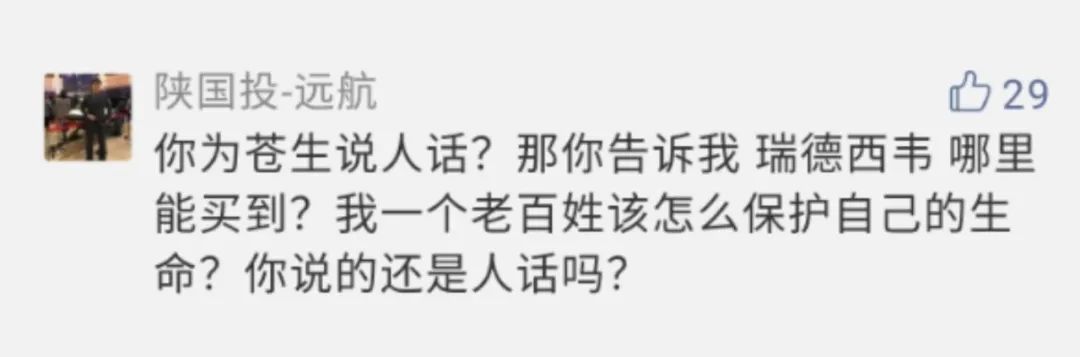 陕国投-远航
29
你为苍生说人话？那你告诉我 瑞德西韦 哪里
能买到？我一个老百姓该怎么保护自己的生
命？你说的还是人话吗？